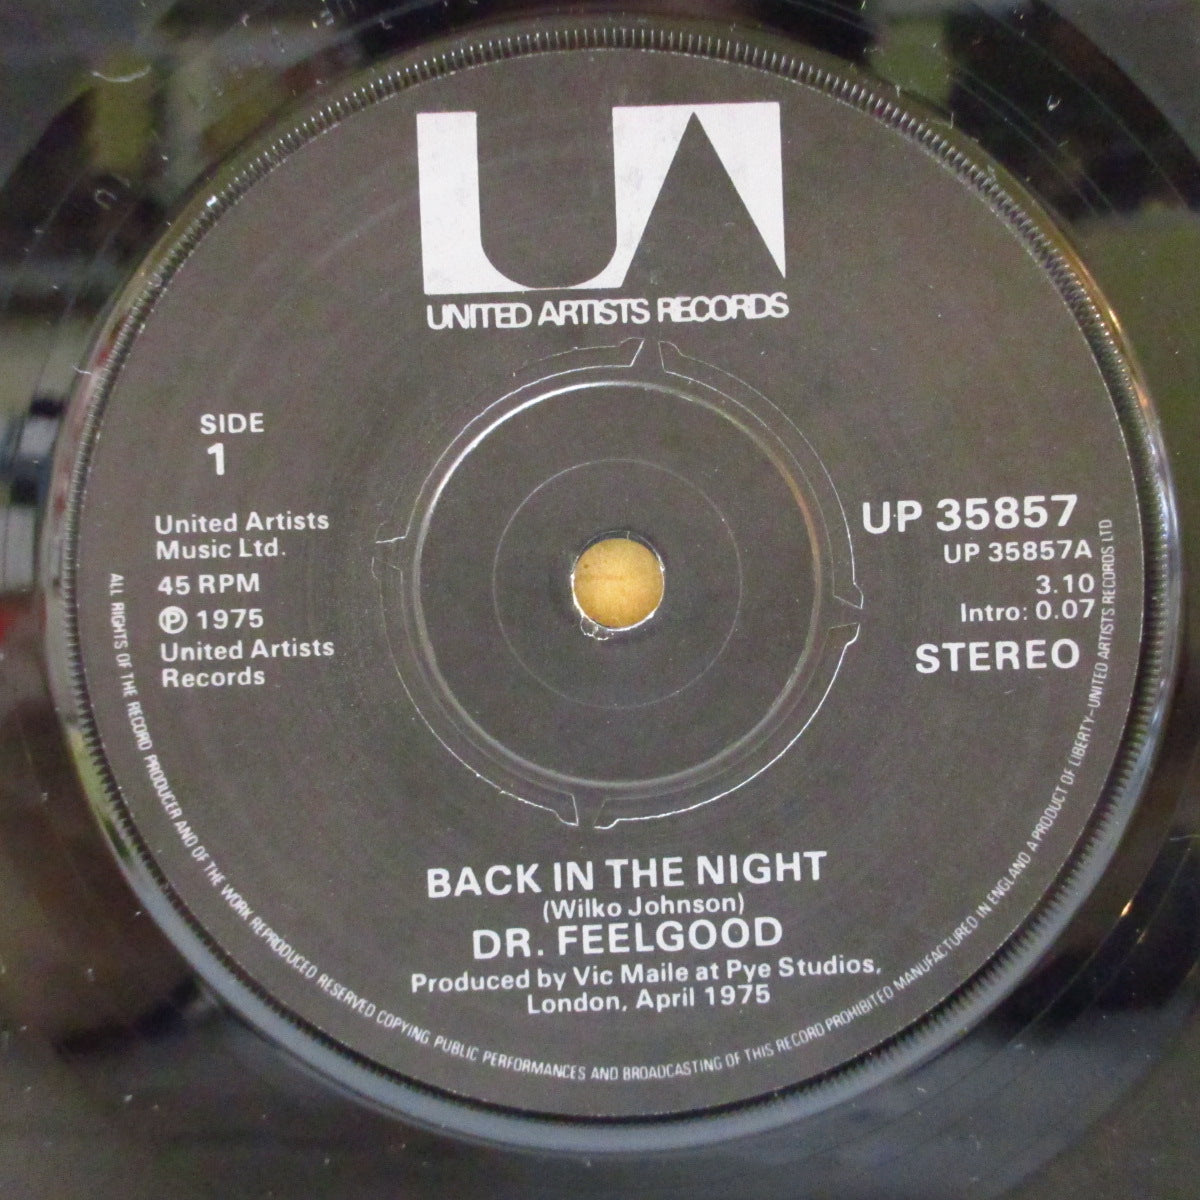 UA
UNITED ARTISTS RECORDS
SIDE
1
United Artists
Music Ltd.
45 RPM
Ⓟ 1975
United Artists
Records
UP 35857
UP 35857A
3.10
Intro: 0.07
STEREO
BACK IN THE NIGHT
(Wilko Johnson)
DR. FEELGOOD
Produced by Vic Maile at Pye Studios,
London, April 1975
ALL RIGHTS OF THE RECORD PRODUCER AND OF THE WORK REPRODUCED RESERVED COPYING PUBLIC PERFORMANCES AND BROADCASTING OF THIS RECORD PROHIBITED MANUFACTURED IN ENGLAND A PRODUCT OF LIBERTY-UNITED ARTISTS RECORDS LTD